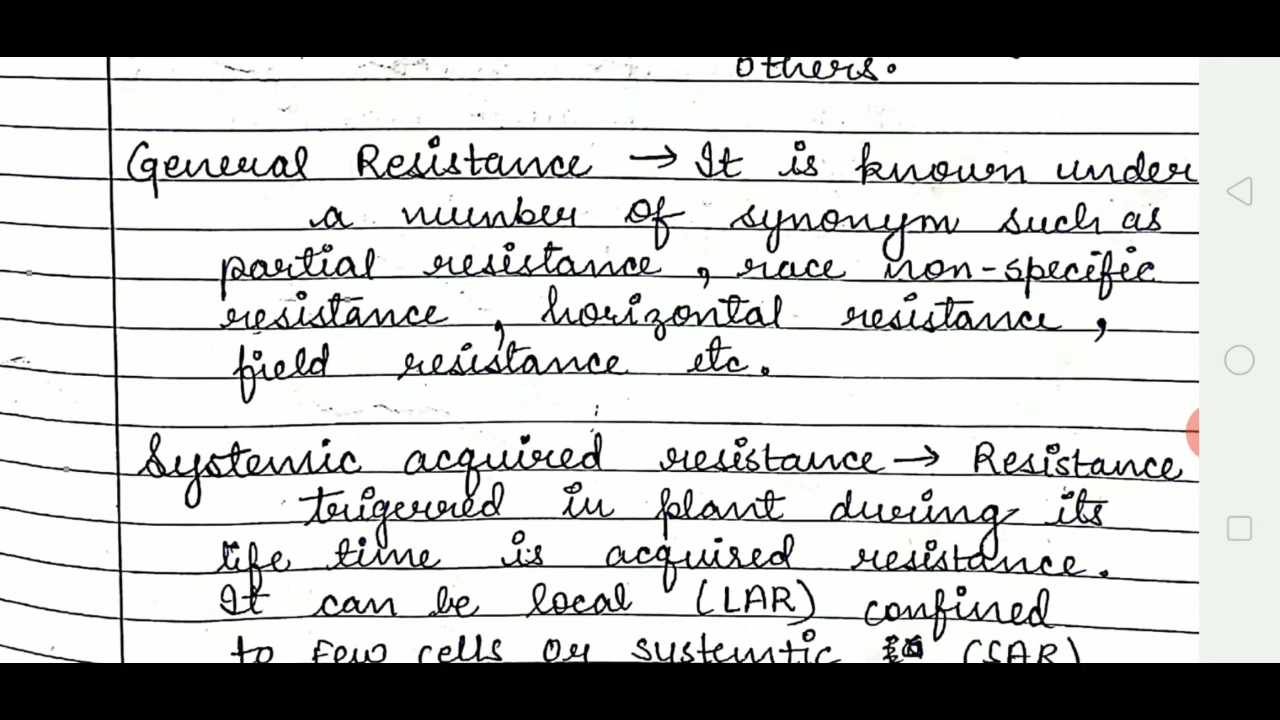 others.
General Resistance → It is known under
a number of synonym such as
partial resistance, race non-specific
resistance, horizontal resistance,
field resistance etc.
Systemic acquired resistance → Resistance
trigerred in plant during its
life time is acquired resistance.
It can be local (LAR) confined
to few cells or systemtic (SAR)